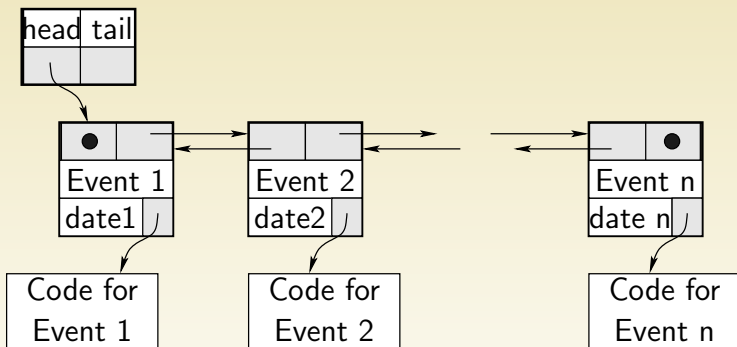 head tail
Event 1
date1
Event 2
date2
Event n
date n
Code for
Event 1
Code for
Event 2
Code for
Event n